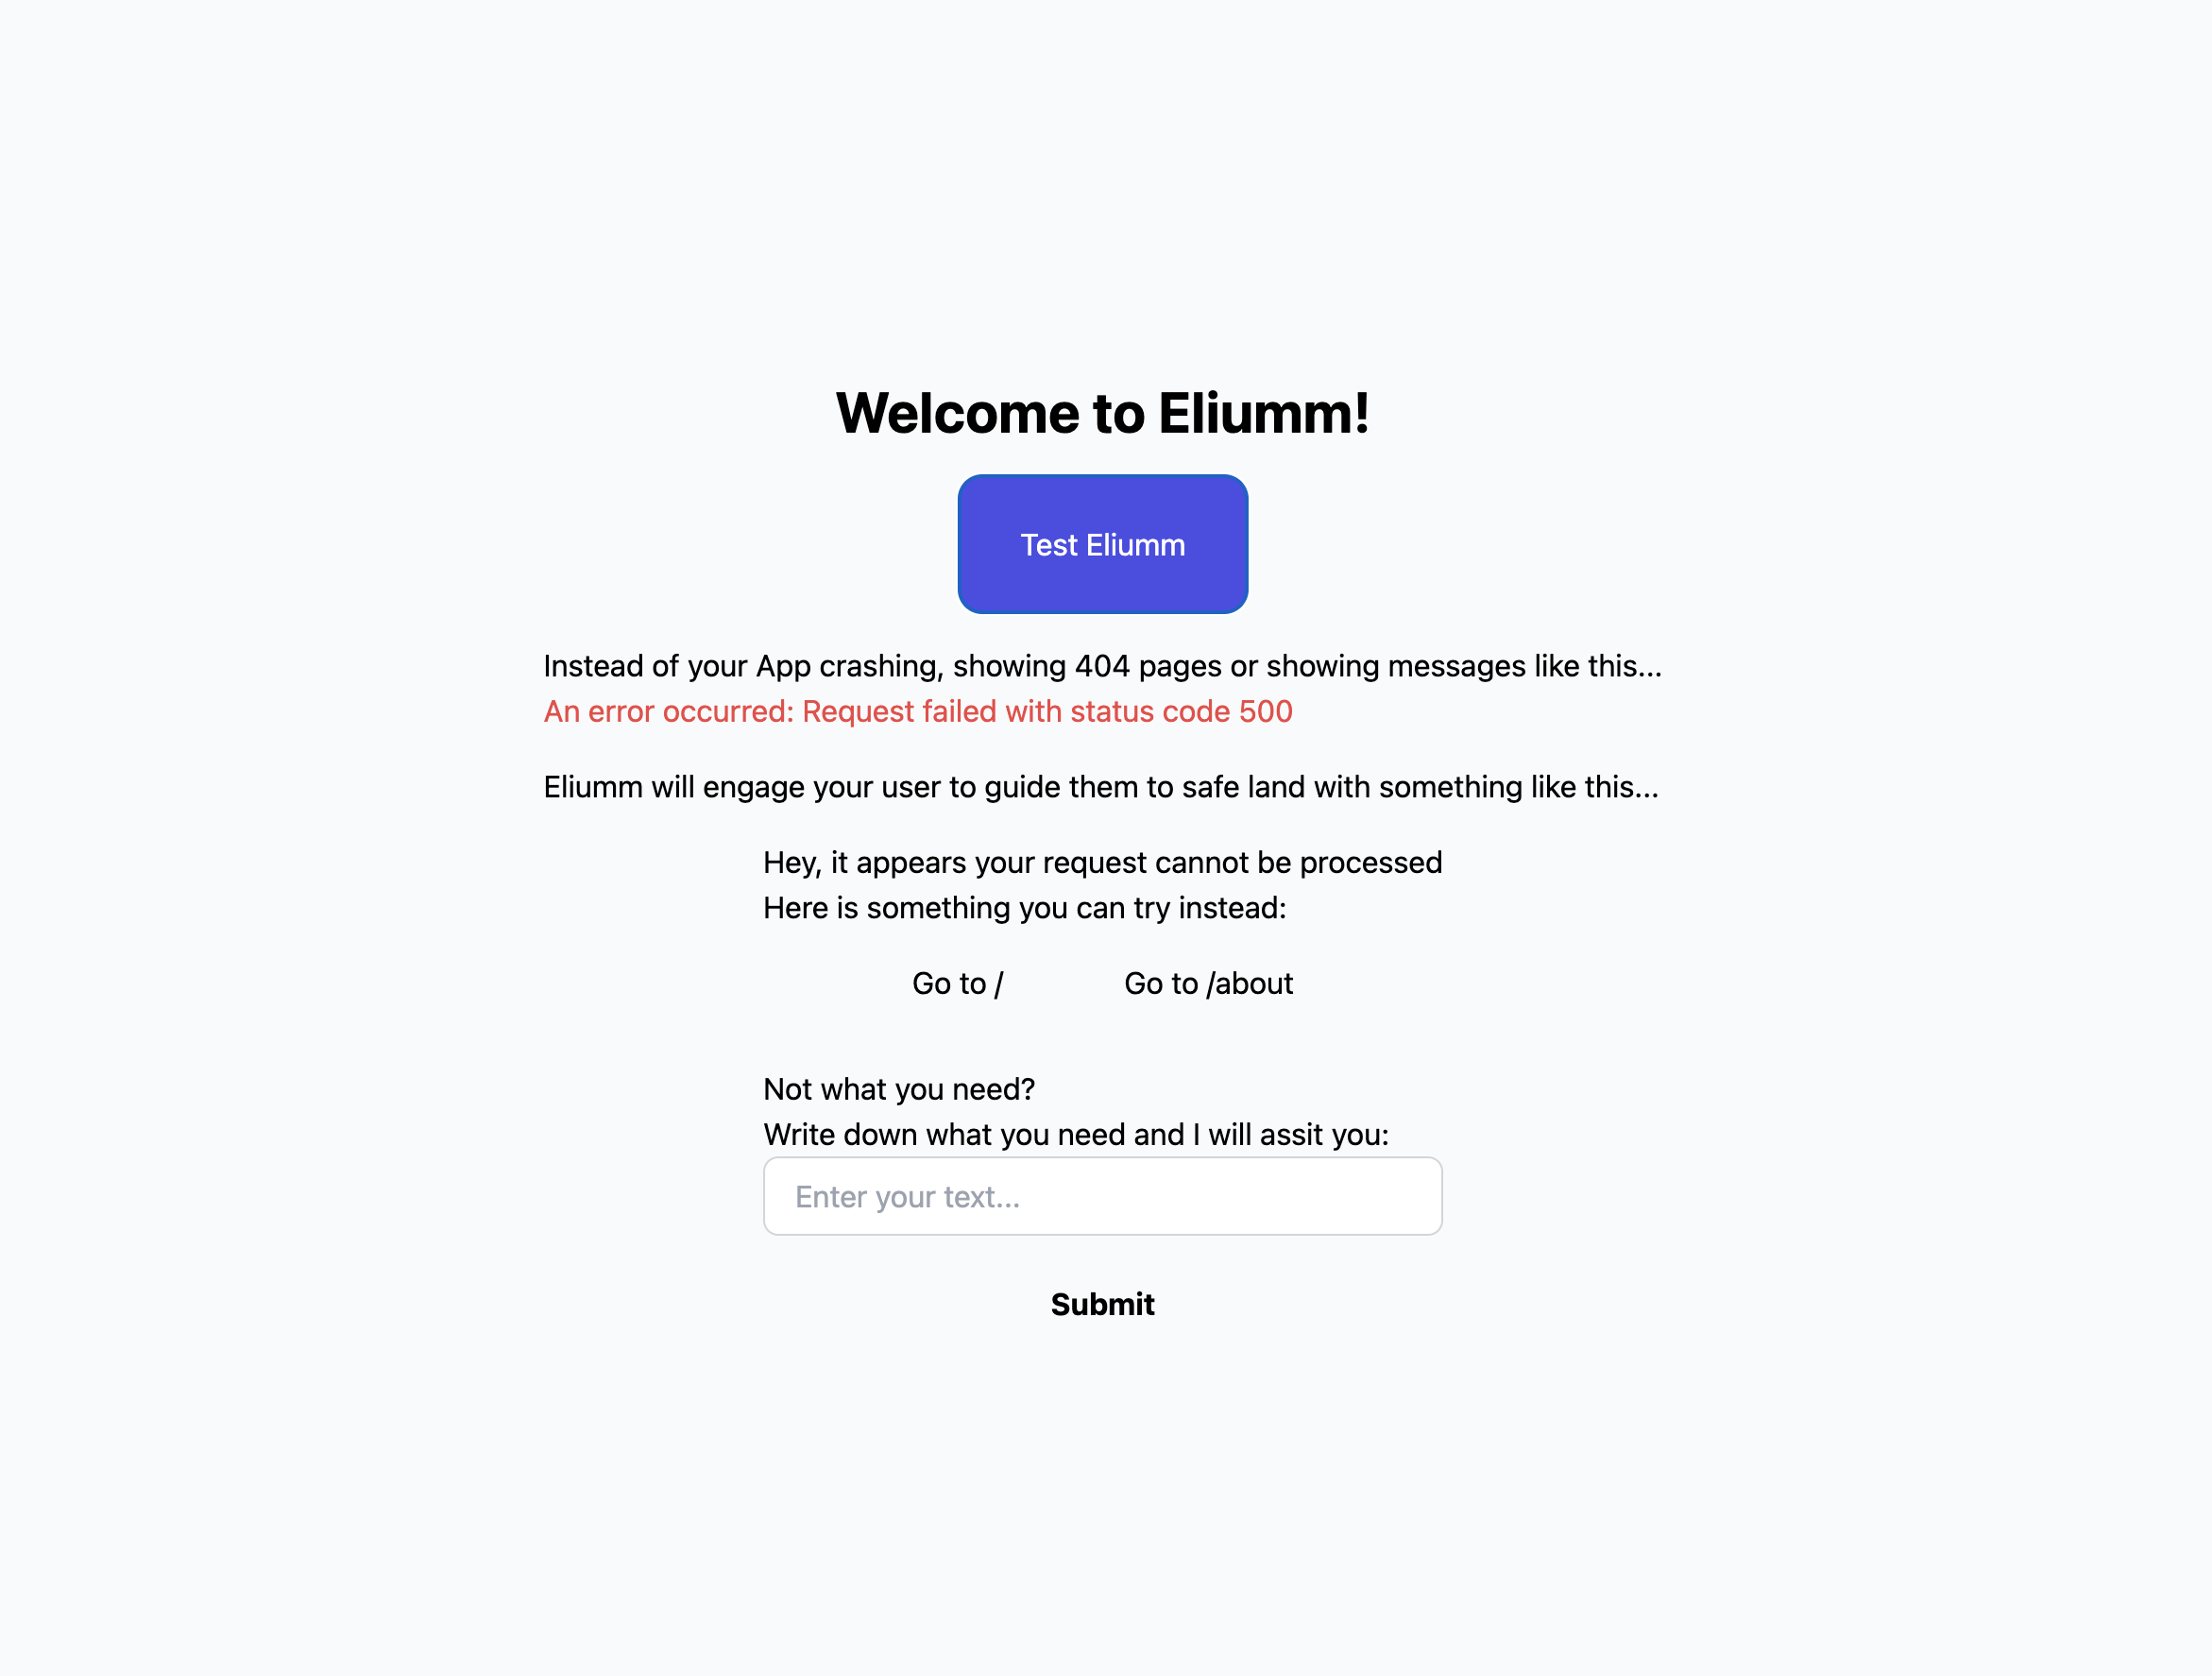 Welcome to Eliumm!
Test Eliumm
Instead of your App crashing, showing 404 pages or showing messages like this...
An error occurred: Request failed with status code 500
Eliumm will engage your user to guide them to safe land with something like this...
Hey, it appears your request cannot be processed
Here is something you can try instead:
Go to / Go to /about
Not what you need?
Write down what you need and I will assit you:
Enter your text...
Submit